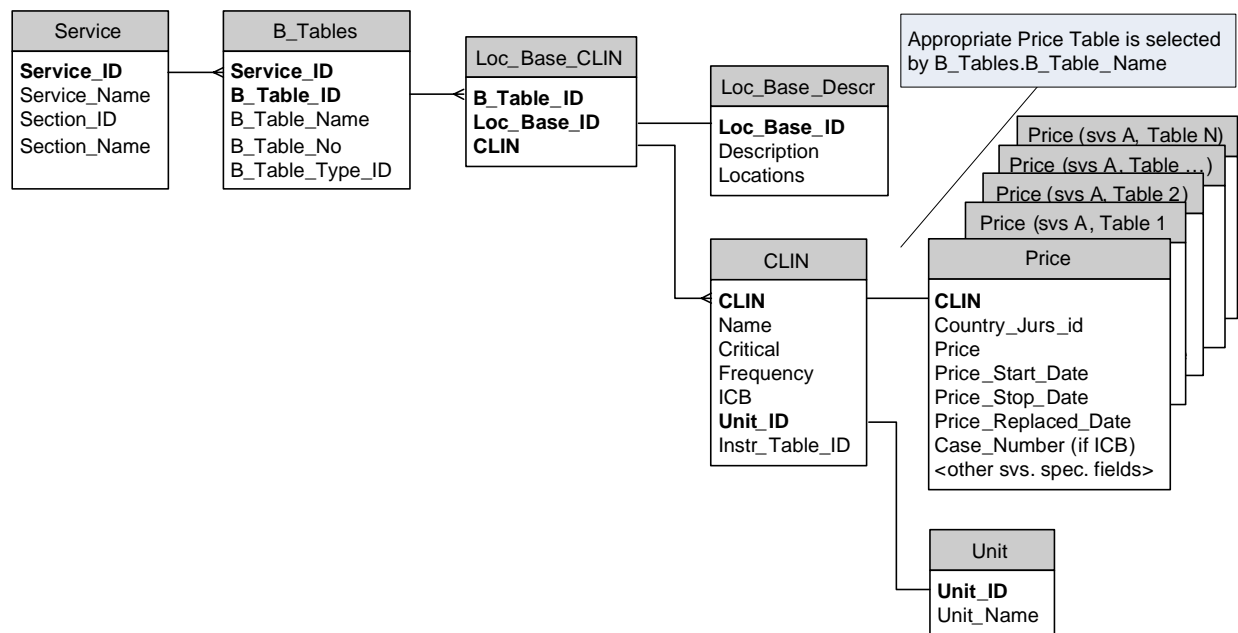 Service
Service_ID
Service_Name
Section_ID
Section_Name
B_Tables
Service_ID
B_Table_ID
B_Table_Name
B_Table_No
B_Table_Type_ID
Loc_Base_CLIN
B_Table_ID
Loc_Base_ID
CLIN
Loc_Base_Descr
Loc_Base_ID
Description
Locations
Appropriate Price Table is selected
by B_Tables.B_Table_Name
Price (svs A, Table N)
Price (svs A, Table ...)
Price (svs A, Table 2)
Price (svs A, Table 1
CLIN
CLIN
Name
Critical
Frequency
ICB
Unit_ID
Instr_Table_ID
Price
CLIN
Country_Jurs_id
Price
Price_Start_Date
Price_Stop_Date
Price_Replaced_Date
Case_Number (if ICB)
<other svs. spec. fields>
Unit
Unit_ID
Unit_Name